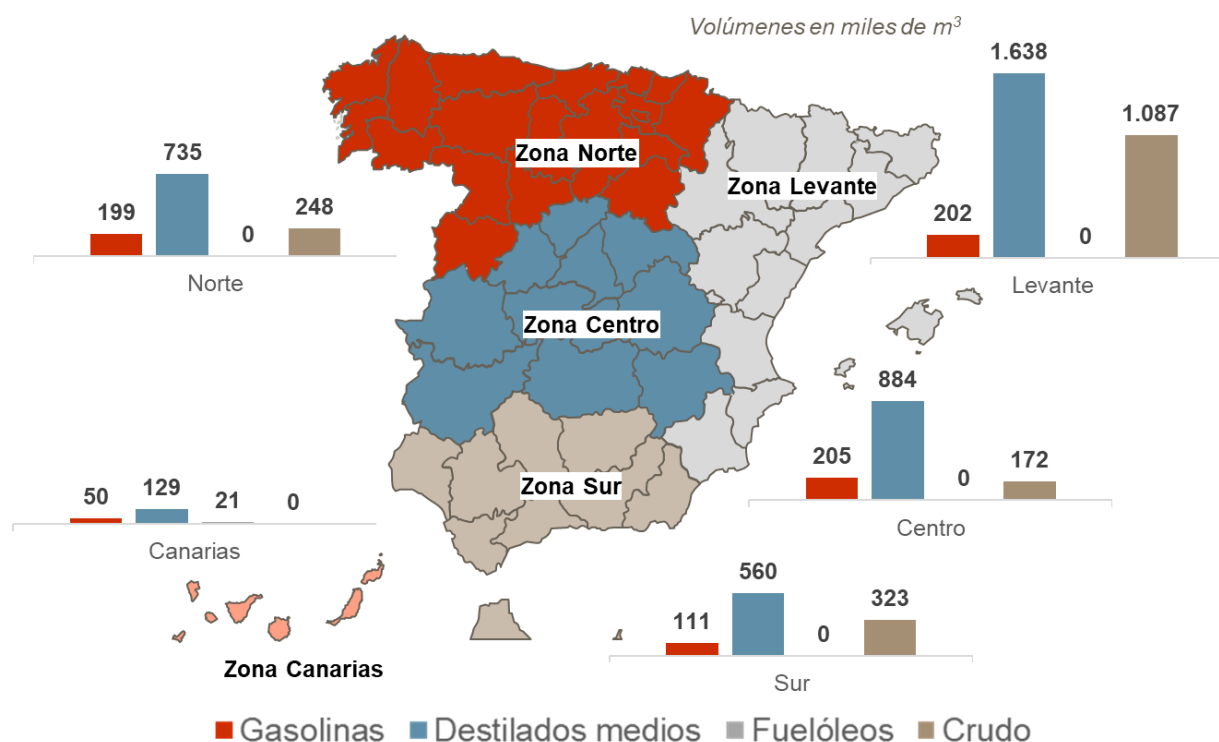 Volúmenes en miles de m³
1.638
1.087
202
0
Levante
735
199
0
248
Norte
Zona Norte
Zona Levante
Zona Centro
884
205
0
172
Centro
50
129
21
0
Canarias
Zona Sur
560
111
0
323
Sur
Zona Canarias
Gasolinas Destilados medios Fuelóleos Crudo